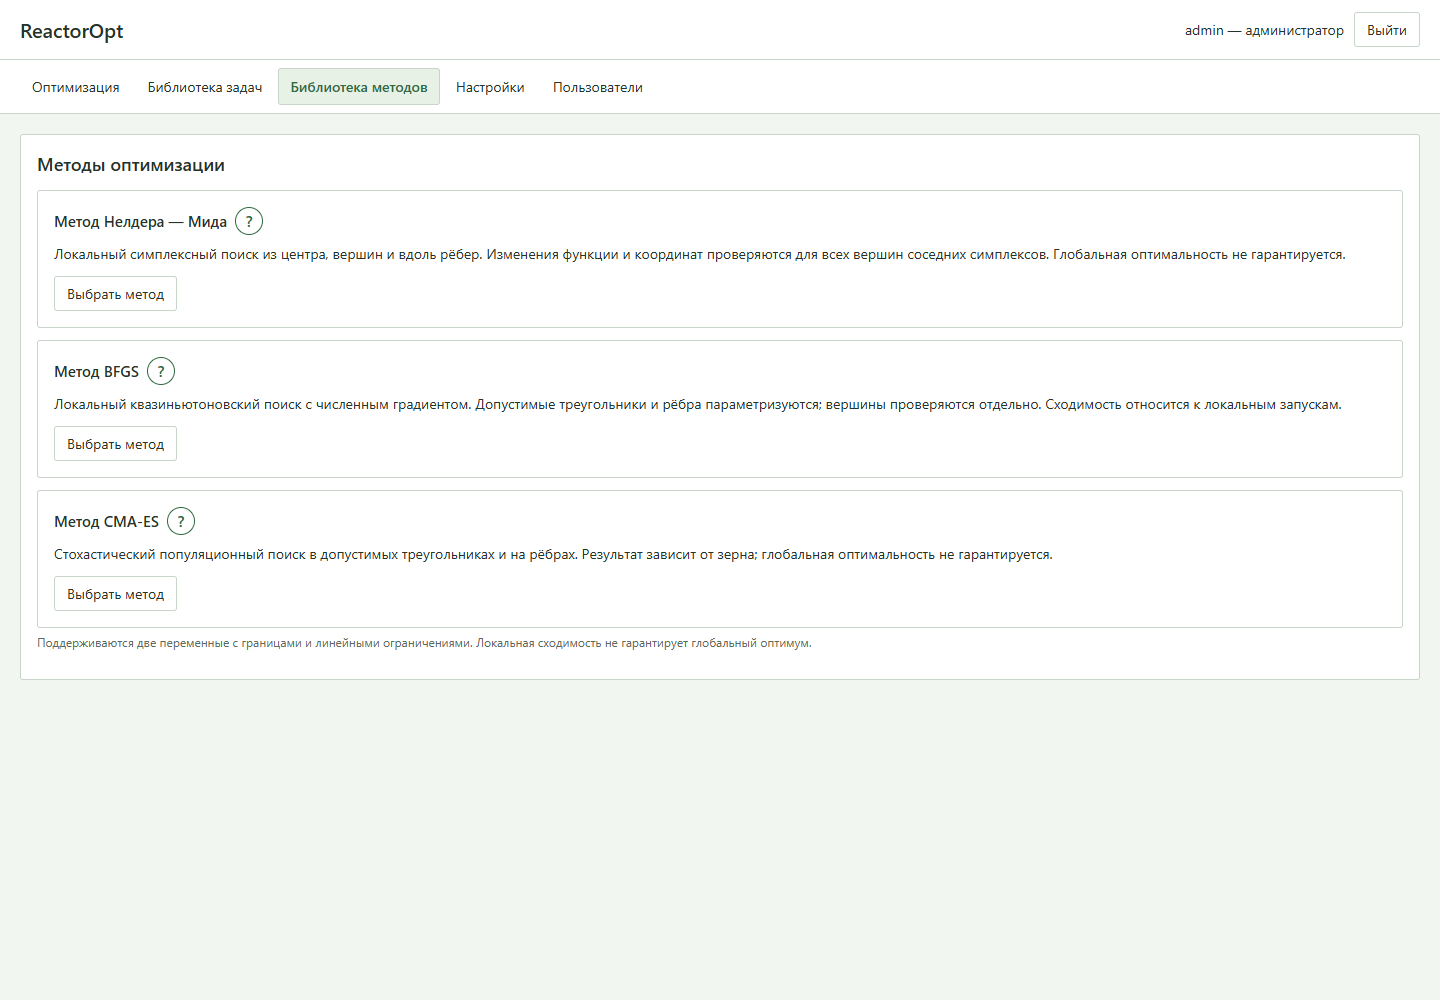 ReactorOpt
admin — администратор
Выйти
Оптимизация
Библиотека задач
Библиотека методов
Настройки
Пользователи
Методы оптимизации
Метод Нелдера — Мида ?
Локальный симплексный поиск из центра, вершин и вдоль рёбер. Изменения функции и координат проверяются для всех вершин соседних симплексов. Глобальная оптимальность не гарантируется.
Выбрать метод
Метод BFGS ?
Локальный квазиньютоновский поиск с численным градиентом. Допустимые треугольники и рёбра параметризуются; вершины проверяются отдельно. Сходимость относится к локальным запускам.
Выбрать метод
Метод CMA-ES ?
Стохастический популяционный поиск в допустимых треугольниках и на рёбрах. Результат зависит от зерна; глобальная оптимальность не гарантируется.
Выбрать метод
Поддерживаются две переменные с границами и линейными ограничениями. Локальная сходимость не гарантирует глобальный оптимум.